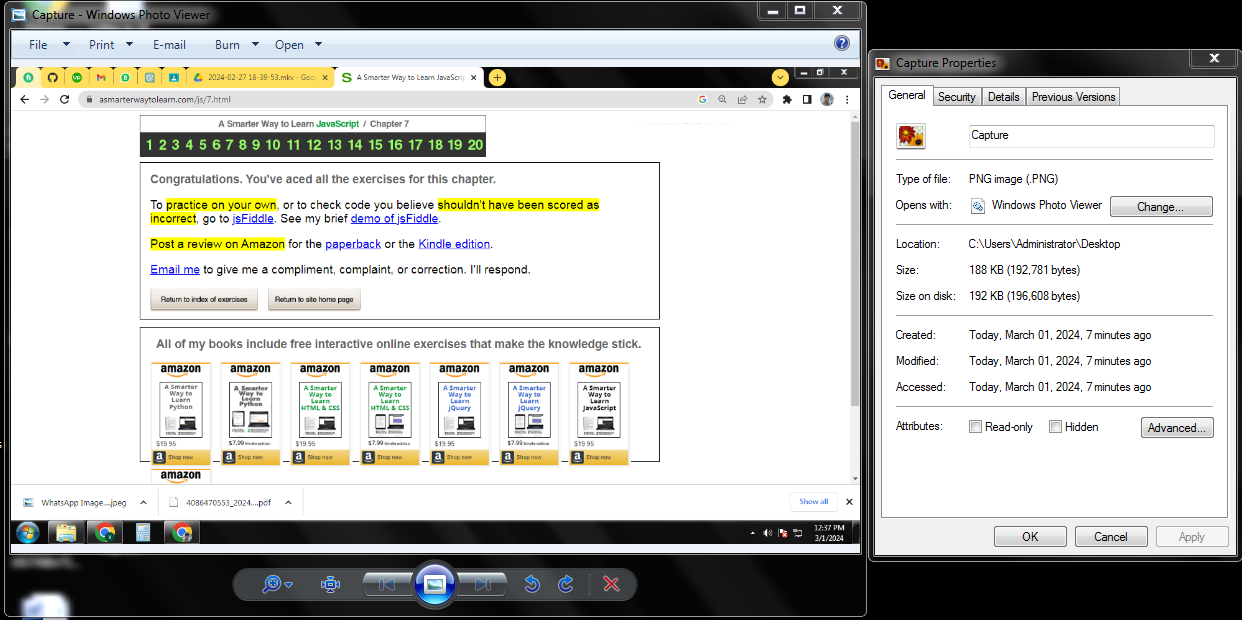 Capture - Windows Photo Viewer
File Print E-mail Burn Open
2024-02-27 18-39-53.mkv - Goo
A Smarter Way to Learn JavaScrip
asmarterwaytolearn.com/js/7.html
A Smarter Way to Learn JavaScript / Chapter 7
1 2 3 4 5 6 7 8 9 10 11 12 13 14 15 16 17 18 19 20
Congratulations. You've aced all the exercises for this chapter.
To practice on your own, or to check code you believe shouldn't have been scored as
incorrect, go to jsFiddle. See my brief demo of jsFiddle.
Post a review on Amazon for the paperback or the Kindle edition.
Email me to give me a compliment, complaint, or correction. I'll respond.
Return to index of exercises Return to site home page
All of my books include free interactive online exercises that make the knowledge stick.
amazon amazon amazon amazon amazon amazon amazon
A Smarter Way to Learn Python
A Smarter Way to Learn Python
A Smarter Way to Learn HTML & CSS
A Smarter Way to Learn HTML & CSS
A Smarter Way to Learn jQuery
A Smarter Way to Learn jQuery
A Smarter Way to Learn JavaScript
$19.95 $7.99 Kindle edition $19.95 $7.99 Kindle edition $19.95 $7.99 Kindle edition $19.95
Shop now Shop now Shop now Shop now Shop now Shop now Shop now
amazon
WhatsApp Image....jpeg 4086470553_2024....pdf Show all
12:37 PM
3/1/2024
Capture Properties
General Security Details Previous Versions
Capture
Type of file: PNG image (.PNG)
Opens with: Windows Photo Viewer Change...
Location: C:\Users\Administrator\Desktop
Size: 188 KB (192,781 bytes)
Size on disk: 192 KB (196,608 bytes)
Created: Today, March 01, 2024, 7 minutes ago
Modified: Today, March 01, 2024, 7 minutes ago
Accessed: Today, March 01, 2024, 7 minutes ago
Attributes: Read-only Hidden Advanced...
OK Cancel Apply